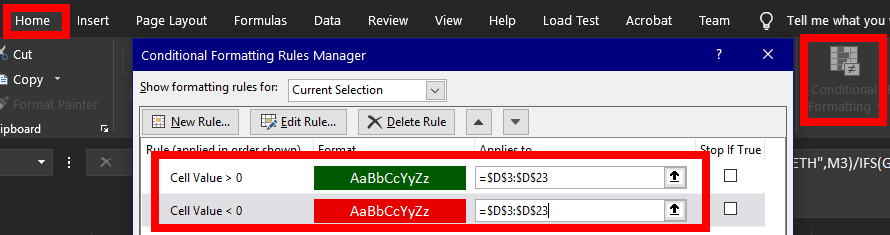 Home Insert Page Layout Formulas Data Review View Developer Help Load Test Acrobat Team Tell me what you
Cut
Copy
Format Painter
lipboard
Conditional Formatting Rules Manager ?
Show formatting rules for: Current Selection
New Rule... Edit Rule... Delete Rule
Rule (applied in order shown) Format Applies to Stop If True
Cell Value > 0 AaBbCcYyZz =$D$3:$D$23
Cell Value < 0 AaBbCcYyZz =$D$3:$D$23
Conditional
Formatting
ETH",M3)/IFS(G